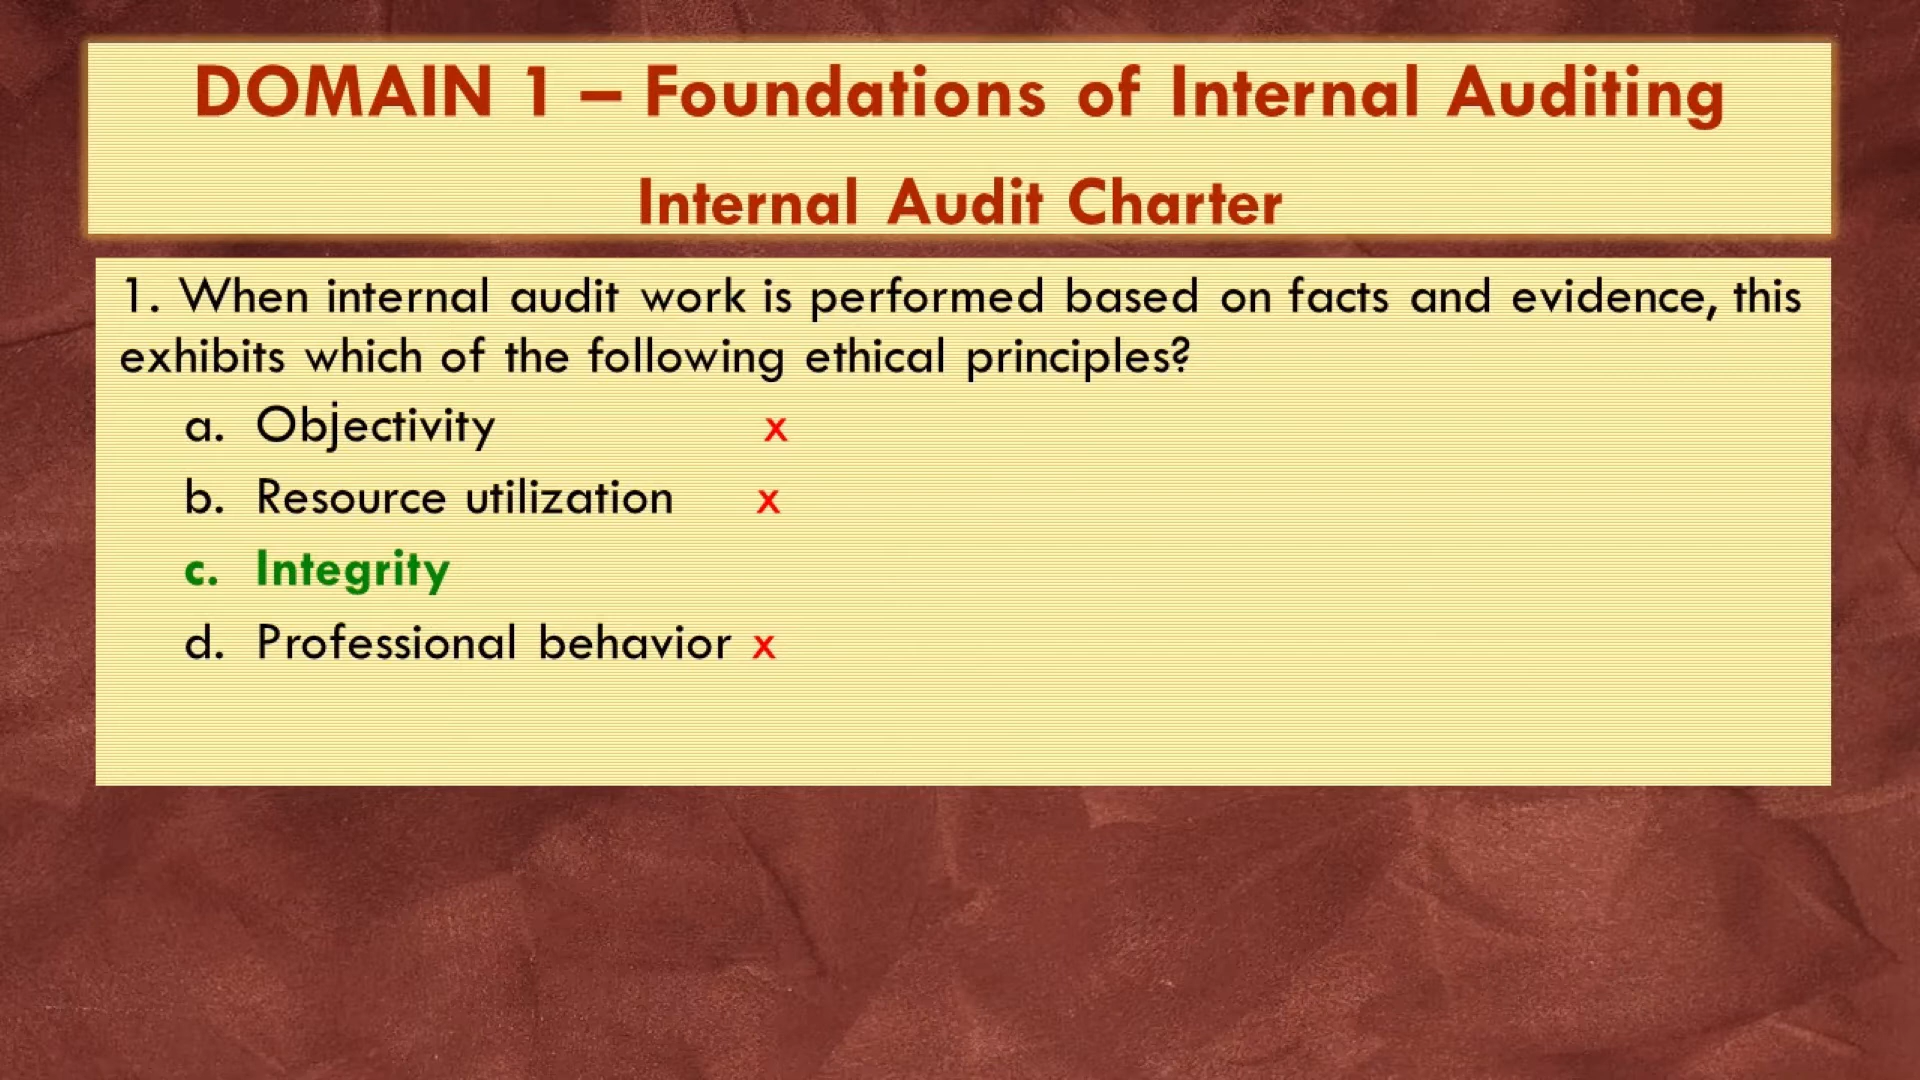 DOMAIN 1 – Foundations of Internal Auditing
Internal Audit Charter
1. When internal audit work is performed based on facts and evidence, this
exhibits which of the following ethical principles?
a. Objectivity x
b. Resource utilization x
c. Integrity
d. Professional behavior x